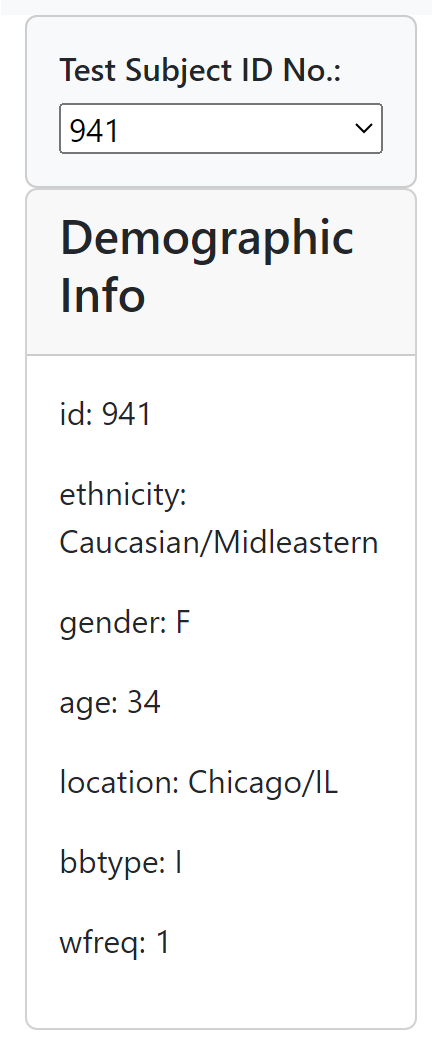 Test Subject ID No.:
941
Demographic
Info
id: 941
ethnicity:
Caucasian/Midleastern
gender: F
age: 34
location: Chicago/IL
bbtype: I
wfreq: 1